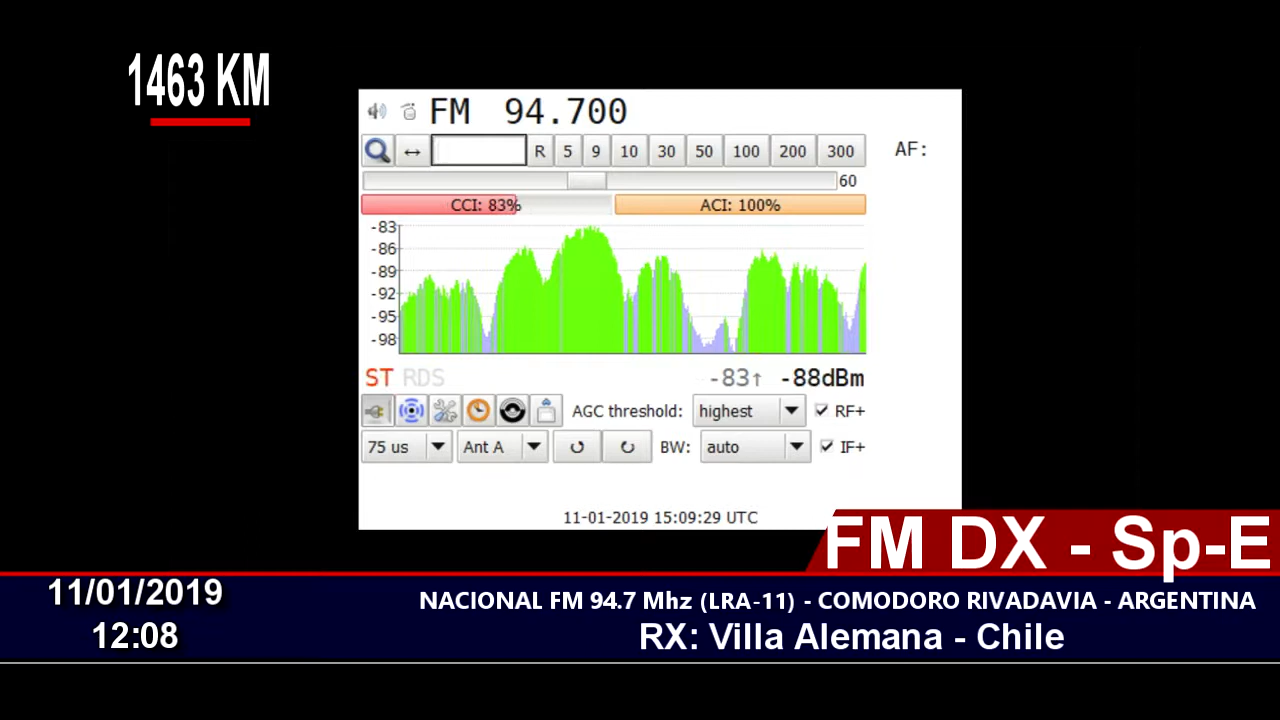 1463 KM
FM 94.700
↔ R 5 9 10 30 50 100 200 300
AF:
60
CCI: 83% ACI: 100%
-83
-86
-89
-92
-95
-98
ST RDS -83↑ -88dBm
AGC threshold: highest RF+
75 us Ant A ↺ ↻ BW: auto IF+
11-01-2019 15:09:29 UTC
FM DX - Sp-E
11/01/2019
12:08
NACIONAL FM 94.7 Mhz (LRA-11) - COMODORO RIVADAVIA - ARGENTINA
RX: Villa Alemana - Chile